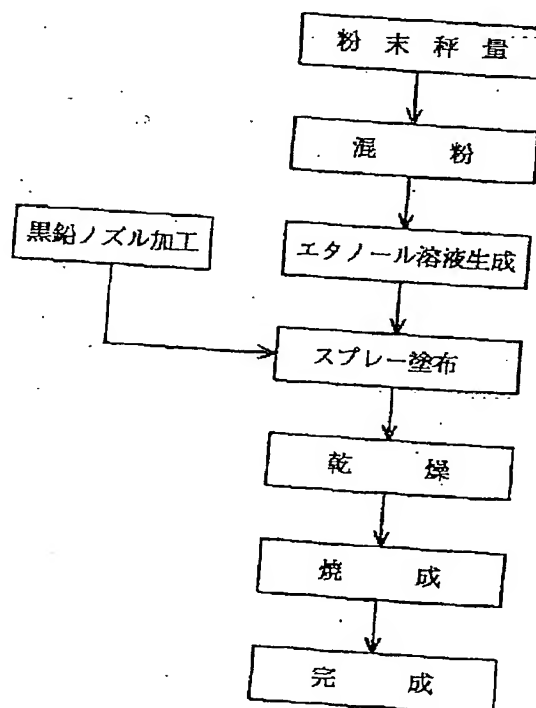 粉末秤量
混粉
黒鉛ノズル加工
エタノール溶液生成
スプレー塗布
乾燥
焼成
完成